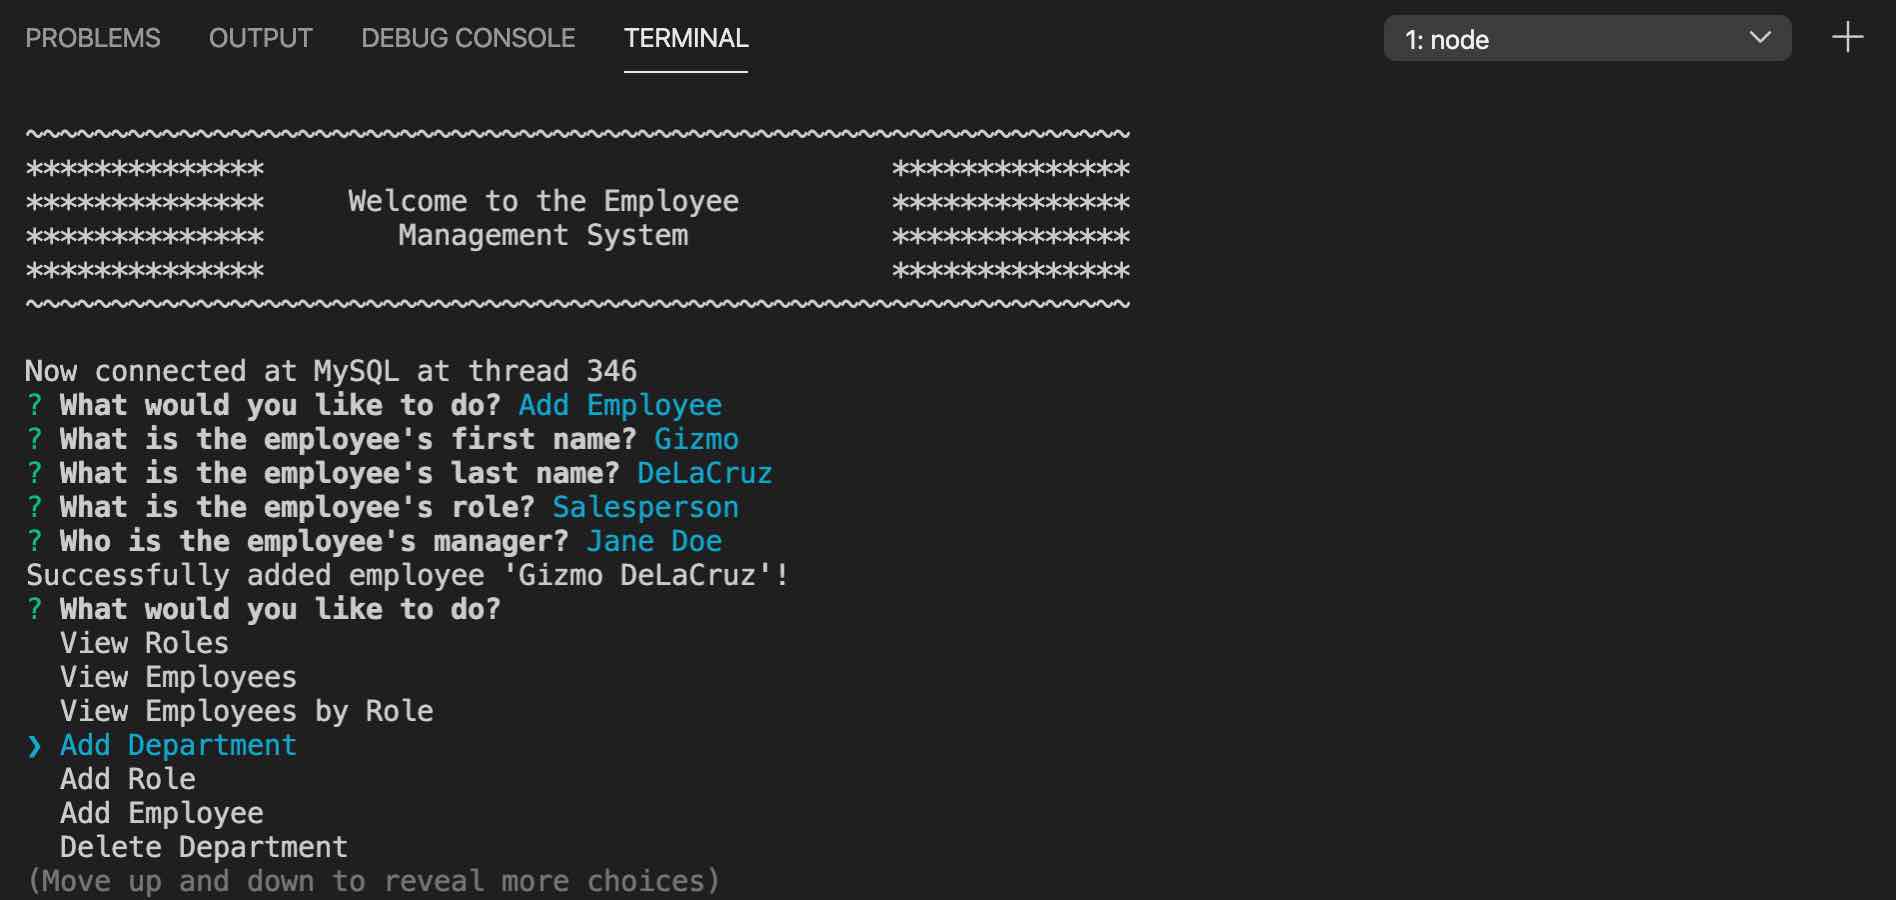 PROBLEMS OUTPUT DEBUG CONSOLE TERMINAL 1: node
~~~~~~~~~~~~~~~~~~~~~~~~~~~~~~~~~~~~~~~~~~~~~~~~~~~~~~~~~~~~~~~~~
************** **************
************** Welcome to the Employee **************
************** Management System **************
************** **************
~~~~~~~~~~~~~~~~~~~~~~~~~~~~~~~~~~~~~~~~~~~~~~~~~~~~~~~~~~~~~~~~~
Now connected at MySQL at thread 346
? What would you like to do? Add Employee
? What is the employee's first name? Gizmo
? What is the employee's last name? DeLaCruz
? What is the employee's role? Salesperson
? Who is the employee's manager? Jane Doe
Successfully added employee 'Gizmo DeLaCruz'!
? What would you like to do?
View Roles
View Employees
View Employees by Role
❯ Add Department
Add Role
Add Employee
Delete Department
(Move up and down to reveal more choices)